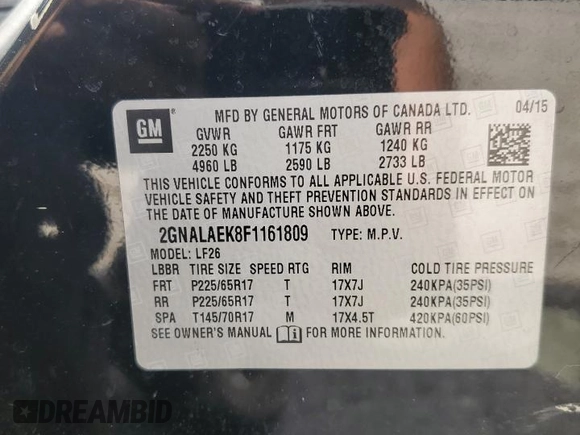 GM
MFD BY GENERAL MOTORS OF CANADA LTD. 04/15
GVWR GAWR FRT GAWR RR
2250 KG 1175 KG 1240 KG
4960 LB 2590 LB 2733 LB
THIS VEHICLE CONFORMS TO ALL APPLICABLE U.S. FEDERAL MOTOR
VEHICLE SAFETY AND THEFT PREVENTION STANDARDS IN EFFECT ON
THE DATE OF MANUFACTURE SHOWN ABOVE.
2GNALAEK8F1161809 TYPE: M.P.V.
MODEL: LF26
LBBR TIRE SIZE SPEED RTG RIM COLD TIRE PRESSURE
FRT P225/65R17 T 17X7J 240KPA(35PSI)
RR P225/65R17 T 17X7J 240KPA(35PSI)
SPA T145/70R17 M 17X4.5T 420KPA(60PSI)
SEE OWNER'S MANUAL FOR MORE INFORMATION.
DREAMBID